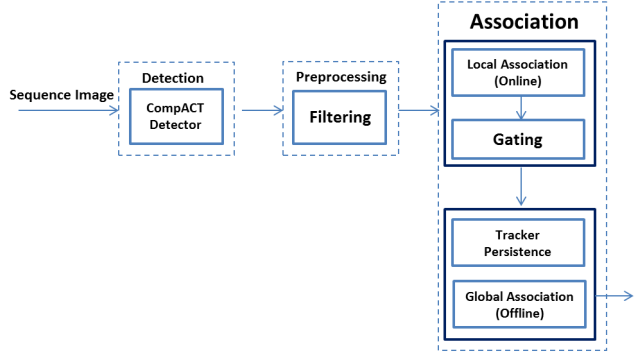 Association
Sequence Image
Detection
CompACT
Detector
Preprocessing
Filtering
Local Association
(Online)
Gating
Tracker
Persistence
Global Association
(Offline)